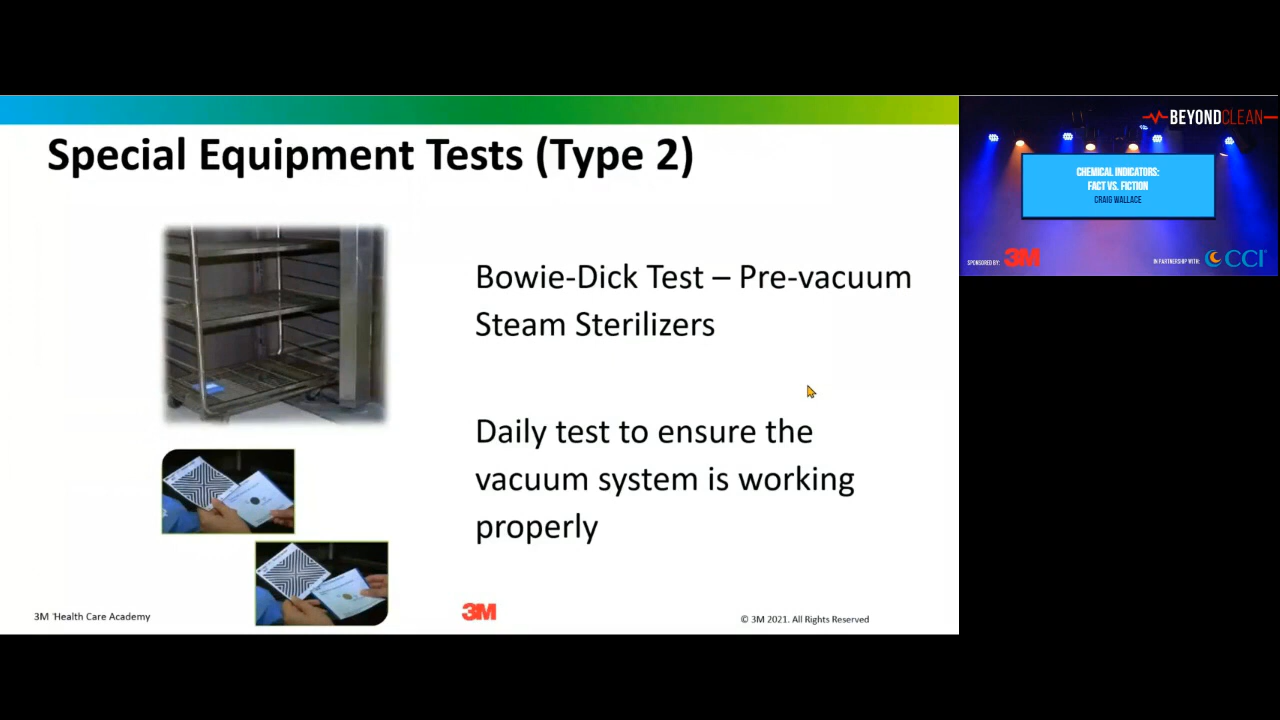 Special Equipment Tests (Type 2)
Bowie-Dick Test – Pre-vacuum
Steam Sterilizers
Daily test to ensure the
vacuum system is working
properly
3M Health Care Academy
3M
© 3M 2021. All Rights Reserved
BEYONDCLEAN
CHEMICAL INDICATORS:
FACT VS. FICTION
CRAIG WALLACE
SPONSORED BY:
3M
IN PARTNERSHIP WITH:
CCI